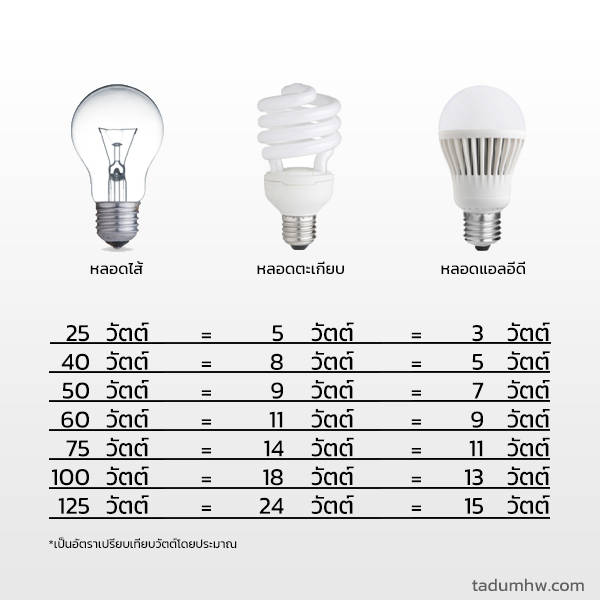 หลอดไส้ หลอดตะเกียบ หลอดแอลอีดี
25 วัตต์ = 5 วัตต์ = 3 วัตต์
40 วัตต์ = 8 วัตต์ = 5 วัตต์
50 วัตต์ = 9 วัตต์ = 7 วัตต์
60 วัตต์ = 11 วัตต์ = 9 วัตต์
75 วัตต์ = 14 วัตต์ = 11 วัตต์
100 วัตต์ = 18 วัตต์ = 13 วัตต์
125 วัตต์ = 24 วัตต์ = 15 วัตต์
*เป็นอัตราเปรียบเทียบวัตต์โดยประมาณ
tadumhw.com